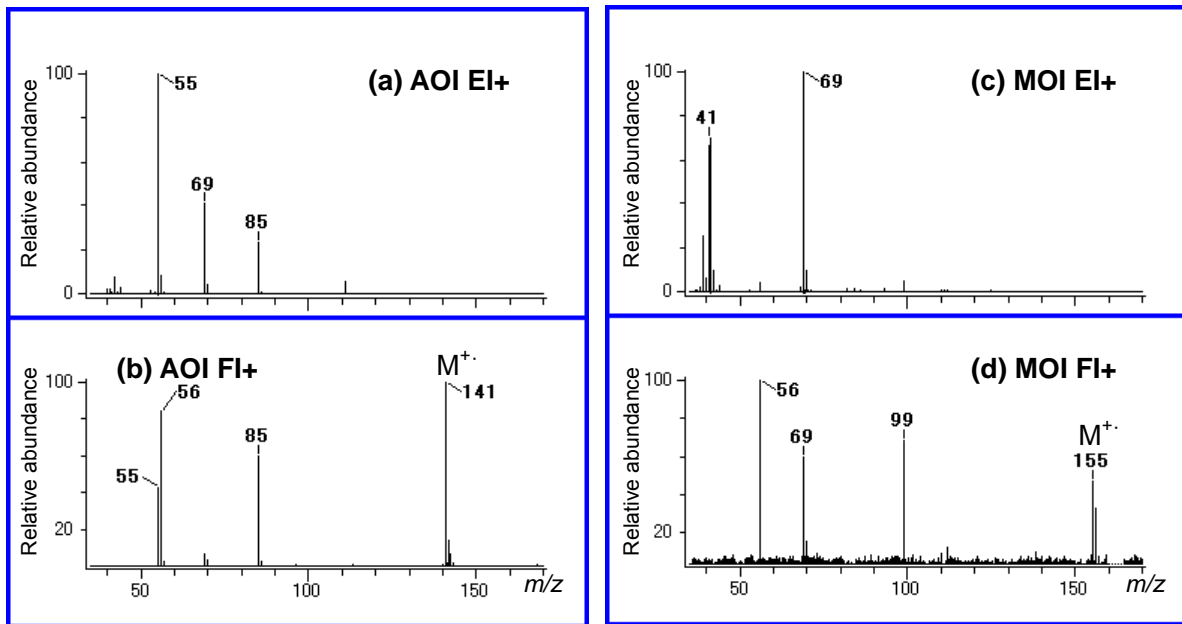 Relative abundance
100
0
55
69
85
(a) AOI EI+
Relative abundance
100
20
(b) AOI FI+
55
56
85
M+·
141
50
100
m/z
Relative abundance
100
0
41
69
(c) MOI EI+
Relative abundance
100
20
56
69
99
(d) MOI FI+
M+·
155
50
100
150
m/z